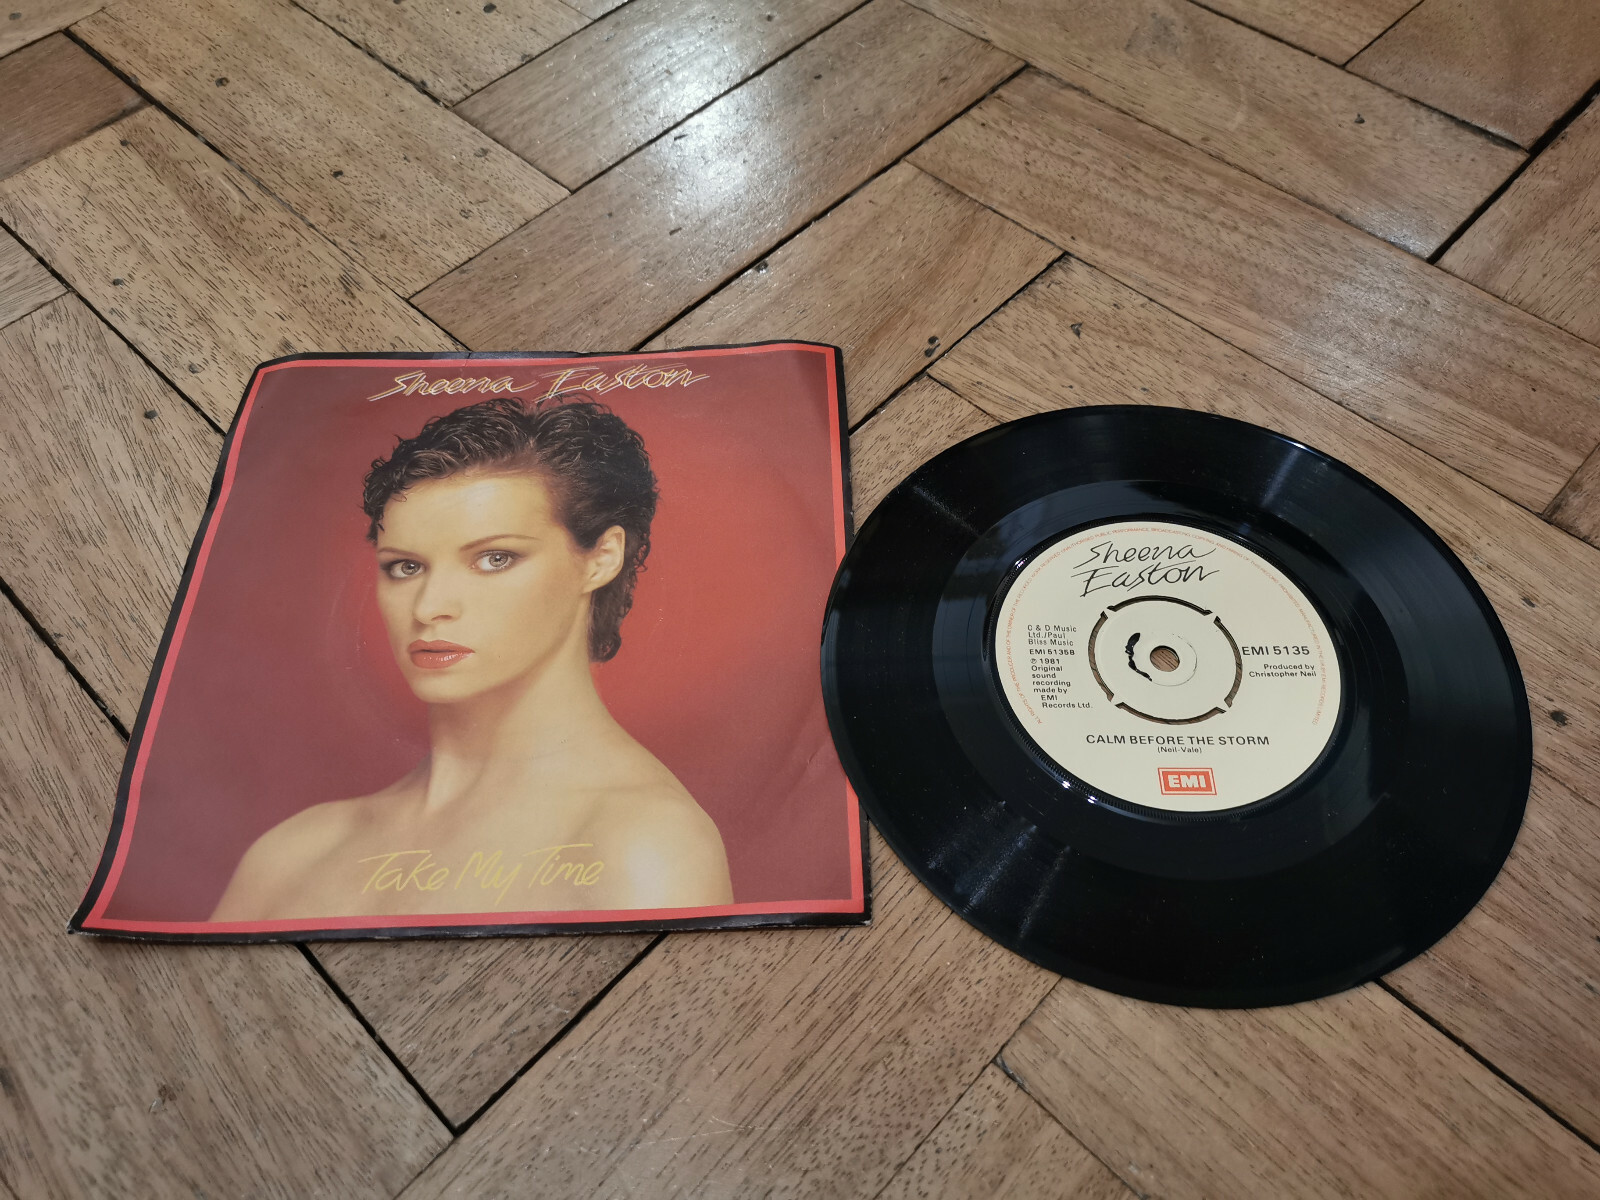 Sheena Easton
Take My Time
Sheena
Easton
C & D Music
Ltd./Paul
Bliss Music
EMI 5135B
℗ 1981
Original
sound
recording
made by
EMI
Records Ltd.
EMI 5135
Produced by
Christopher Neil
CALM BEFORE THE STORM
(Neil-Vale)
EMI